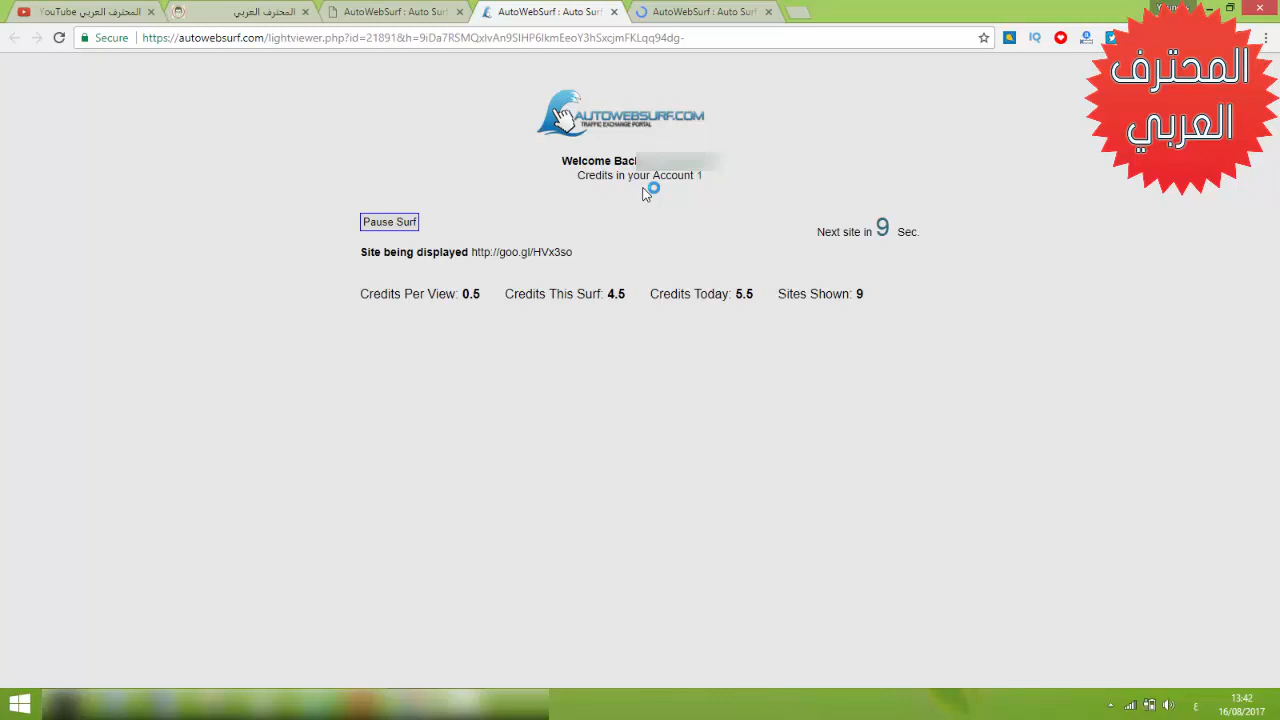 YouTube المحترف العربي
المحترف العربي
AutoWebSurf : Auto Surf
AutoWebSurf : Auto Surf
AutoWebSurf : Auto Surf
Secure
https://autowebsurf.com/lightviewer.php?id=21891&h=9iDa7RSMQxlvAn9SIHP6IkmEeoY3hSxcjmFKLqq94dg-
المحترف
العربي
AUTOWEBSURF.COM
TRAFFIC EXCHANGE PORTAL
Welcome Back
Credits in your Account 1
Pause Surf
Next site in 9 Sec.
Site being displayed http://goo.gl/HVx3so
Credits Per View: 0.5 Credits This Surf: 4.5 Credits Today: 5.5 Sites Shown: 9
ع
13:42
16/08/2017